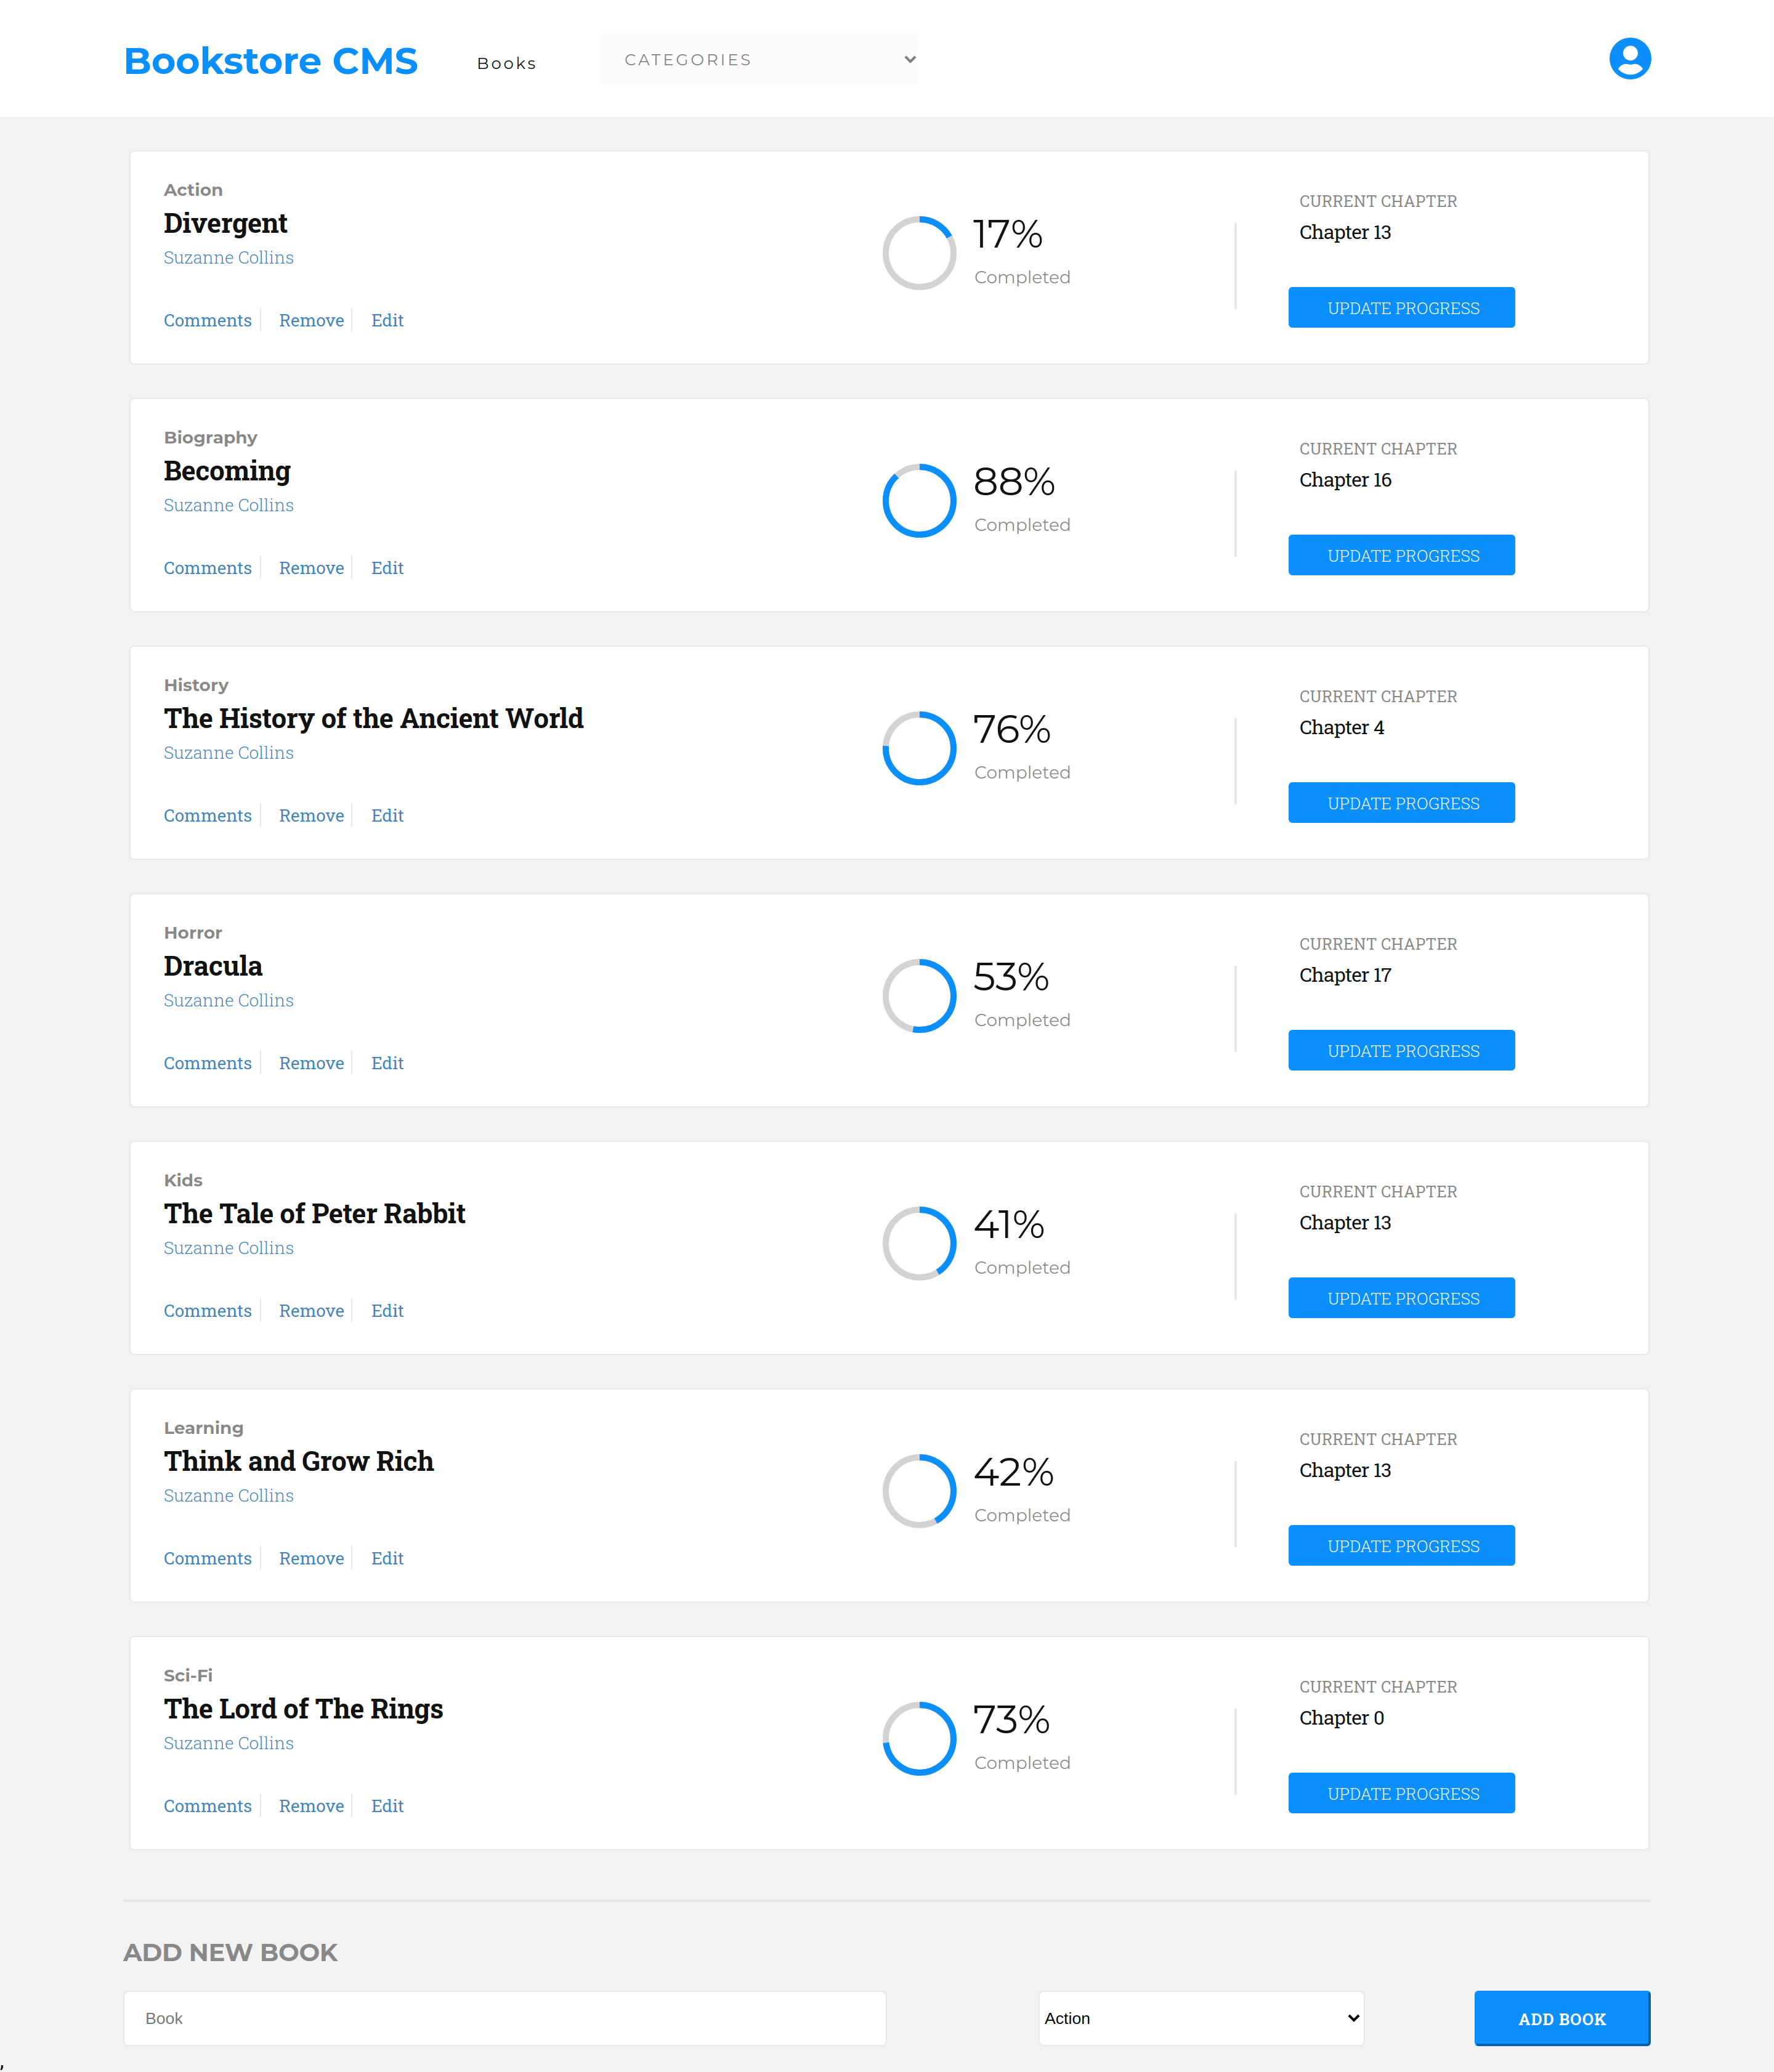 Bookstore CMS
Books
CATEGORIES
Action
Divergent
Suzanne Collins
Comments
Remove
Edit
17%
Completed
CURRENT CHAPTER
Chapter 13
UPDATE PROGRESS
Biography
Becoming
Suzanne Collins
Comments
Remove
Edit
88%
Completed
CURRENT CHAPTER
Chapter 16
UPDATE PROGRESS
History
The History of the Ancient World
Suzanne Collins
Comments
Remove
Edit
76%
Completed
CURRENT CHAPTER
Chapter 4
UPDATE PROGRESS
Horror
Dracula
Suzanne Collins
Comments
Remove
Edit
53%
Completed
CURRENT CHAPTER
Chapter 17
UPDATE PROGRESS
Kids
The Tale of Peter Rabbit
Suzanne Collins
Comments
Remove
Edit
41%
Completed
CURRENT CHAPTER
Chapter 13
UPDATE PROGRESS
Learning
Think and Grow Rich
Suzanne Collins
Comments
Remove
Edit
42%
Completed
CURRENT CHAPTER
Chapter 13
UPDATE PROGRESS
Sci-Fi
The Lord of The Rings
Suzanne Collins
Comments
Remove
Edit
73%
Completed
CURRENT CHAPTER
Chapter 0
UPDATE PROGRESS
ADD NEW BOOK
Book
Action
ADD BOOK
,